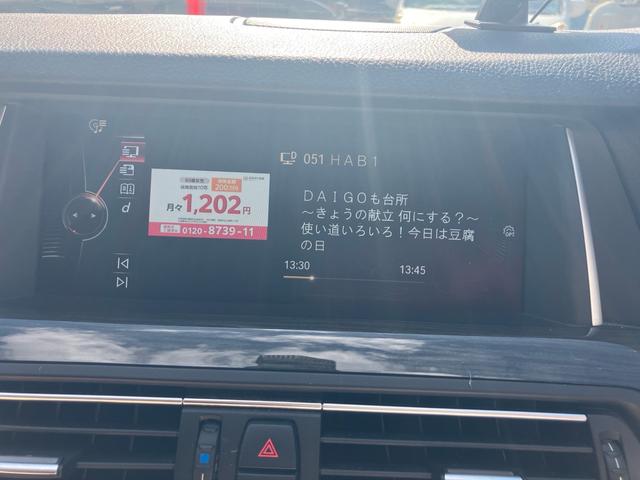 051 HAB1
DAIGOも台所
～きょうの献立 何にする？～
使い道いろいろ！今日は豆腐
の日
13:30
13:45
月々1,202円
0120-8739-11
d